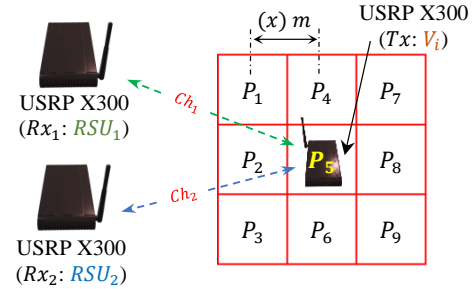 USRP X300
(𝑥) 𝑚
(𝑇𝑥: 𝑉ᵢ)
𝑃₁ 𝑃₄ 𝑃₇
USRP X300
(𝑅𝑥₁: 𝑅𝑆𝑈₁)
𝐶ℎ₁
𝑃₂ 𝑃₅ 𝑃₈
𝐶ℎ₂
𝑃₃ 𝑃₆ 𝑃₉
USRP X300
(𝑅𝑥₂: 𝑅𝑆𝑈₂)